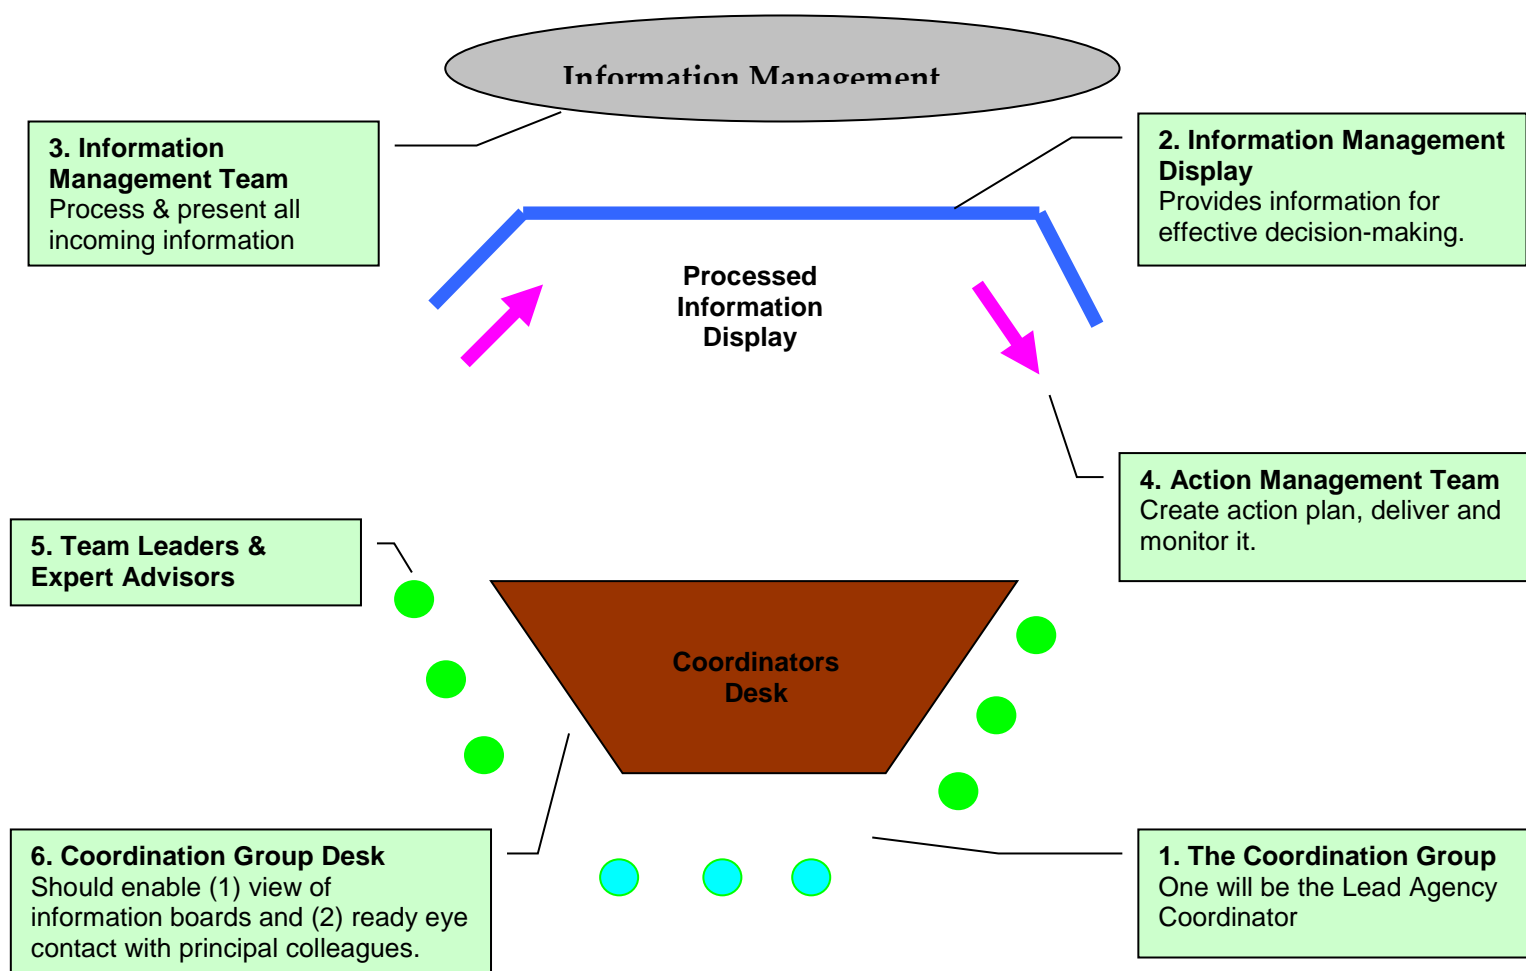 Information Management
3. Information
Management Team
Process & present all
incoming information
2. Information Management
Display
Provides information for
effective decision-making.
Processed
Information
Display
4. Action Management Team
Create action plan, deliver and
monitor it.
5. Team Leaders &
Expert Advisors
Coordinators
Desk
6. Coordination Group Desk
Should enable (1) view of
information boards and (2) ready eye
contact with principal colleagues.
1. The Coordination Group
One will be the Lead Agency
Coordinator